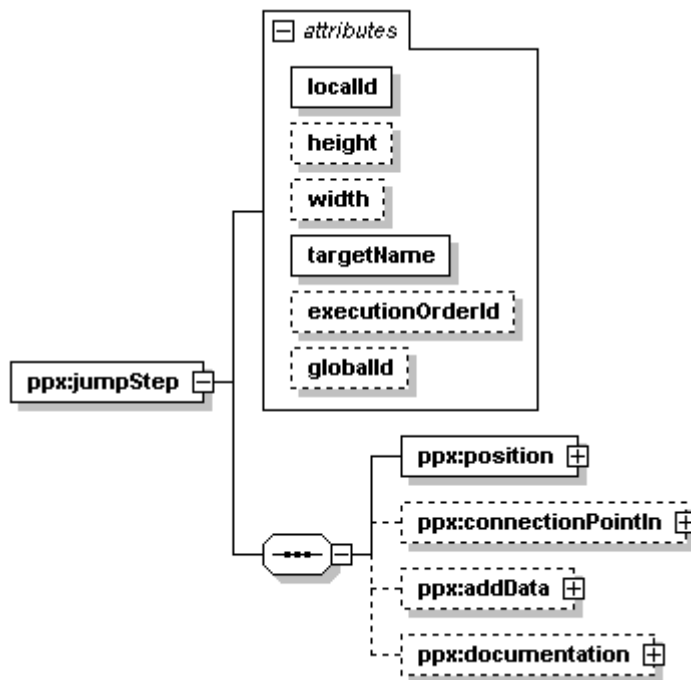 attributes
localId
height
width
targetName
executionOrderId
globalId
ppx:jumpStep
ppx:position
ppx:connectionPointIn
ppx:addData
ppx:documentation